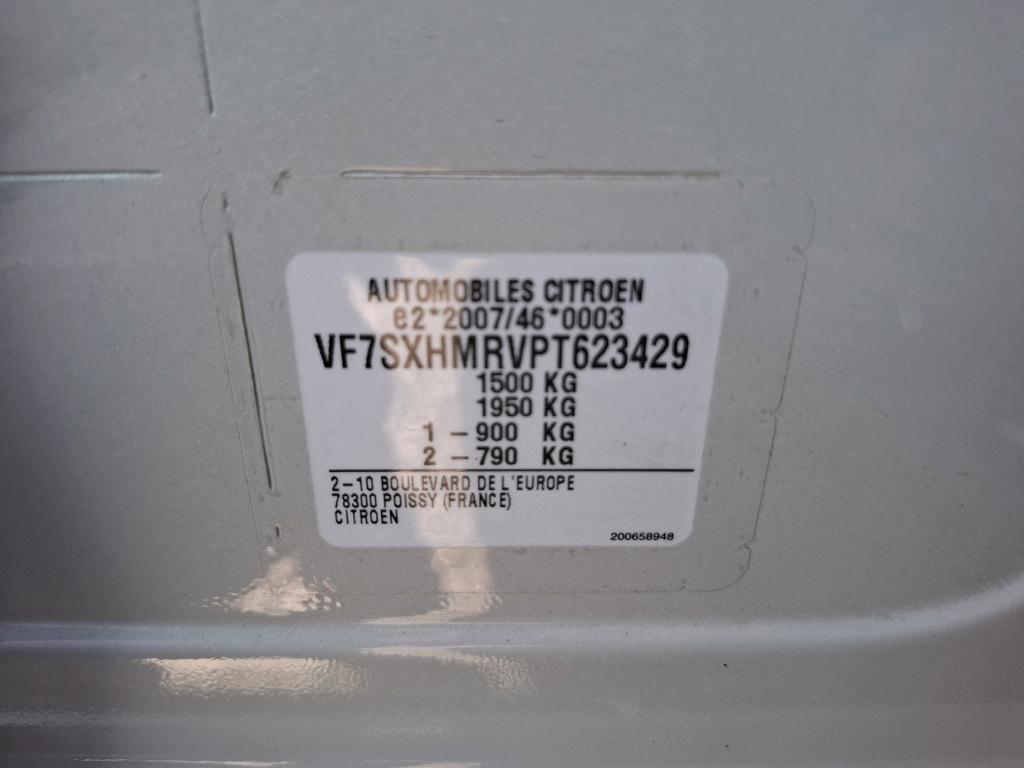 AUTOMOBILES CITROEN
e2*2007/46*0003
VF7SXHMRVPT623429
1500 KG
1950 KG
1 – 900 KG
2 – 790 KG
2–10 BOULEVARD DE L'EUROPE
78300 POISSY (FRANCE)
CITROEN
200658948